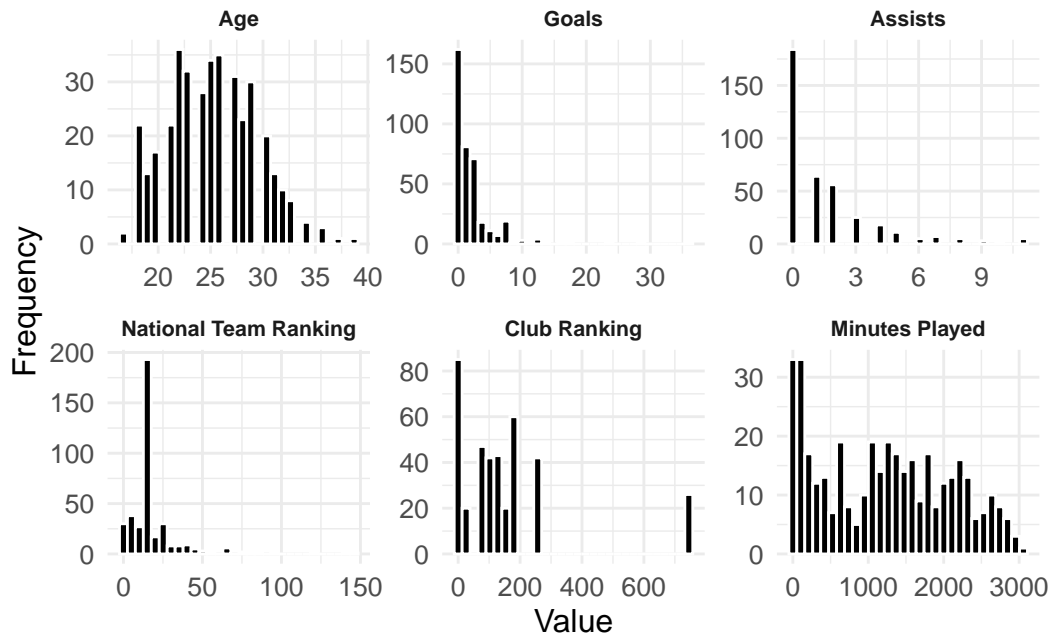 Age
Goals
Assists
30
20
10
0
20 25 30 35 40
150
100
50
0
0 10 20 30
150
100
50
0
0 3 6 9
National Team Ranking
Club Ranking
Minutes Played
200
150
100
50
0
0 50 100 150
80
60
40
20
0
0 200 400 600
30
20
10
0
0 1000 2000 3000
Frequency
Value